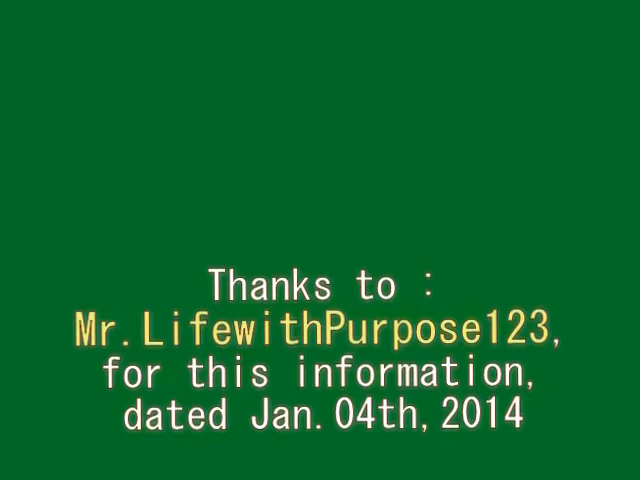 Thanks to :
Mr.LifewithPurpose123,
for this information,
dated Jan.04th,2014